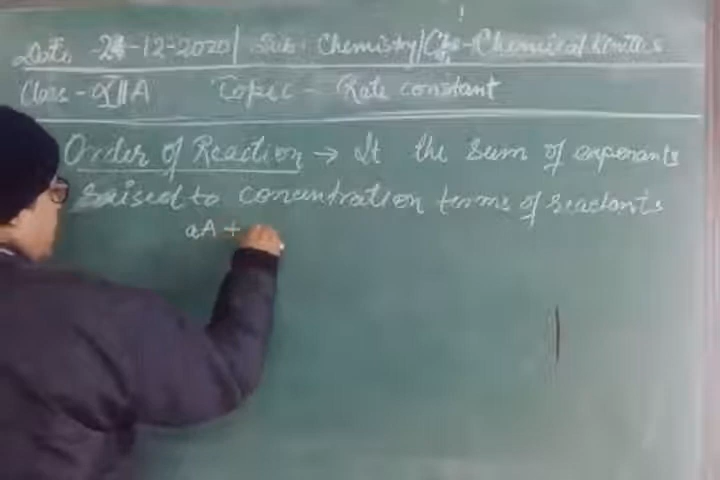 Date -24-12-2020 | Sub: Chemistry | Ch- Chemical Kinetics
Class - XII A Topic - Rate constant
Order of Reaction → It the sum of exponents
raised to concentration terms of reactants
aA +